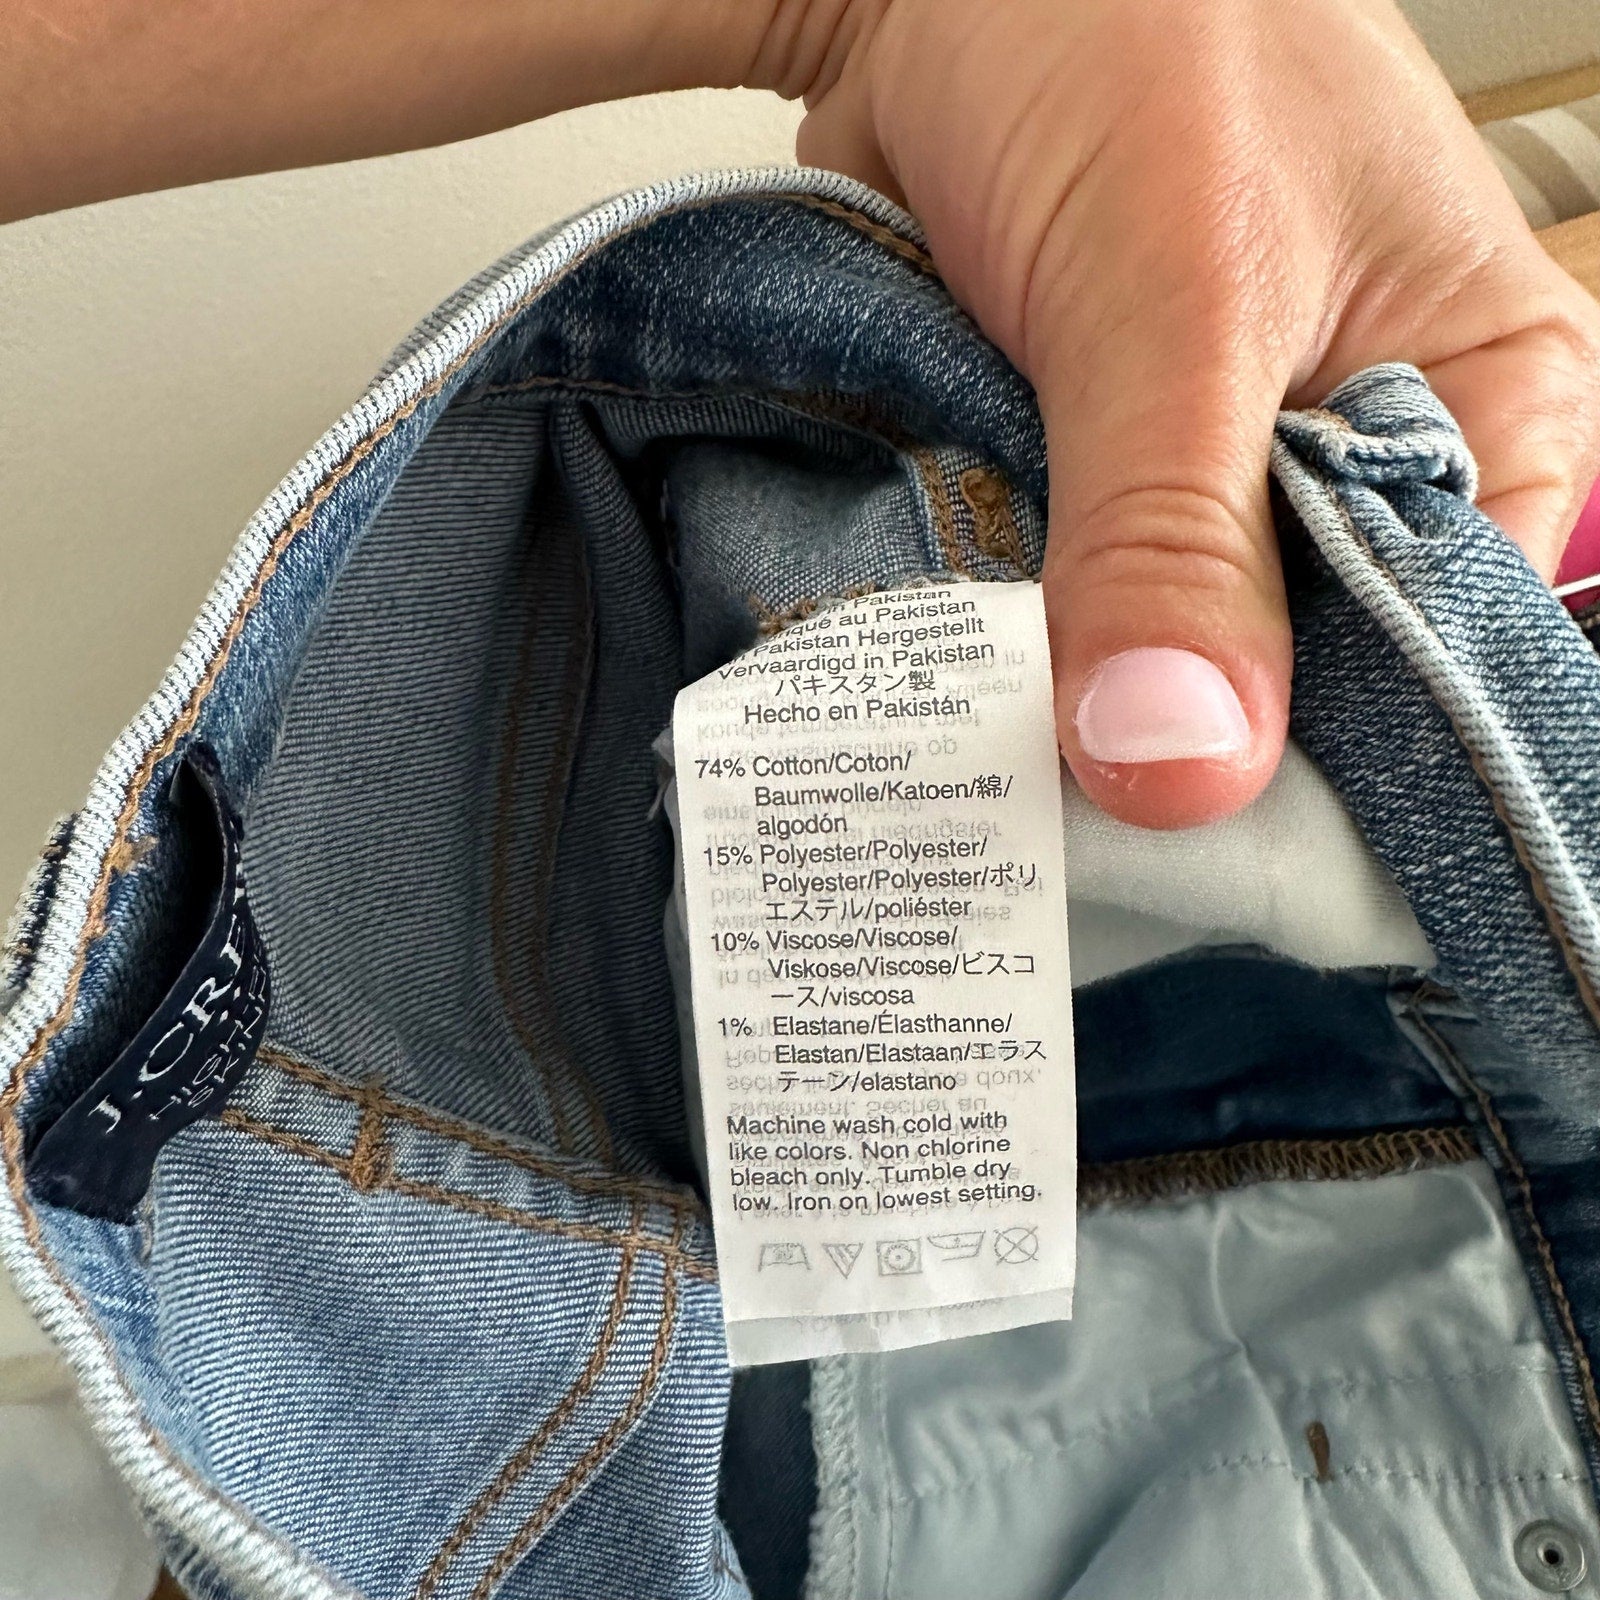 in Pakistan
au Pakistan
Pakistan Hergestellt
Vervaardigd in Pakistan
パキスタン製
Hecho en Pakistán
74% Cotton/Coton/
Baumwolle/Katoen/綿/
algodón
15% Polyester/Polyester/
Polyester/Polyester/ポリ
エステル/poliéster
10% Viscose/Viscose/
Viskose/Viscose/ビスコ
ース/viscosa
1% Elastane/Élasthanne/
Elastan/Elastaan/エラス
テーン/elastano
Machine wash cold with
like colors. Non chlorine
bleach only. Tumble dry
low. Iron on lowest setting.
J.CREW